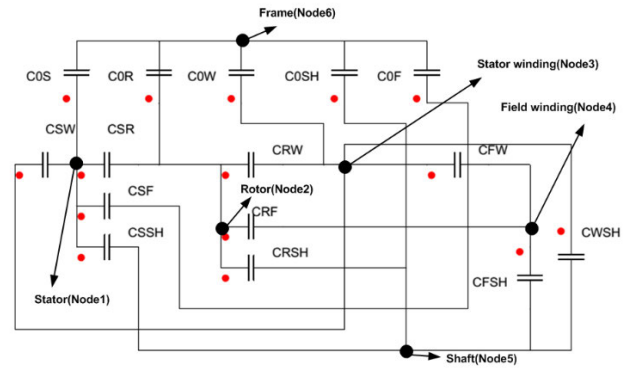 Frame(Node6)
C0S
C0R
C0W
C0SH
C0F
Stator winding(Node3)
Field winding(Node4)
CSW
CSR
CRW
CFW
CSF
Rotor(Node2)
CRF
CWSH
CSSH
CRSH
CFSH
Stator(Node1)
Shaft(Node5)